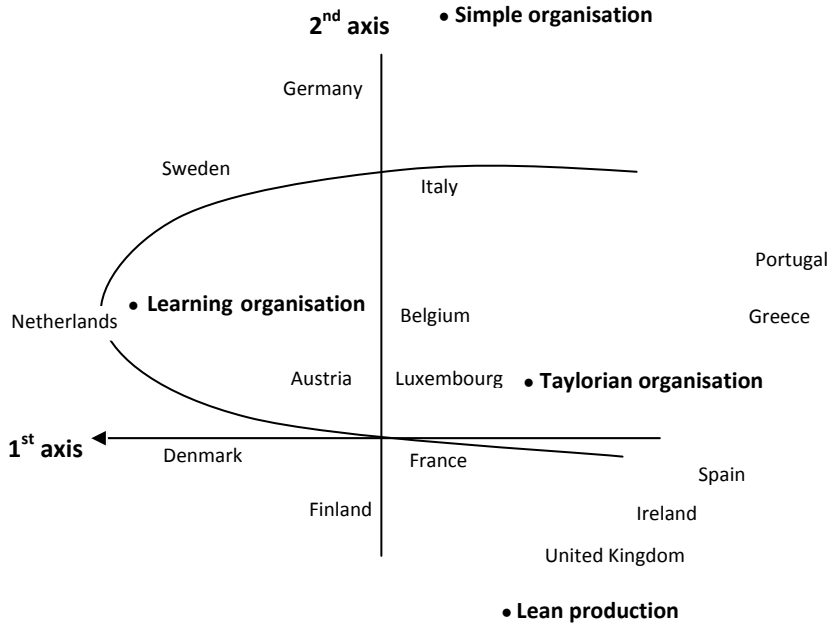 • Simple organisation
2nd axis
Germany
Sweden
Italy
Portugal
• Learning organisation
Belgium
Greece
Netherlands
Austria
Luxembourg
• Taylorian organisation
1st axis
Denmark
France
Spain
Finland
Ireland
United Kingdom
• Lean production